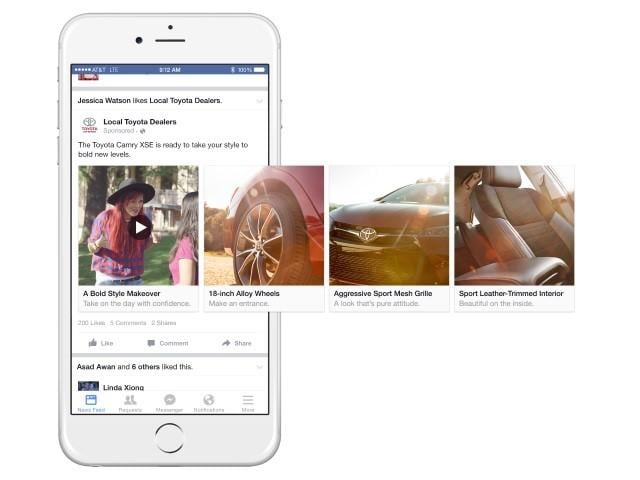 AT&T LTE 9:12 AM 100%
Jessica Watson likes Local Toyota Dealers.
Local Toyota Dealers
Sponsored
TOYOTA
The Toyota Camry XSE is ready to take your style to
bold new levels.
A Bold Style Makeover
Take on the day with confidence.
18-inch Alloy Wheels
Make an entrance.
Aggressive Sport Mesh Grille
A look that's pure attitude.
Sport Leather-Trimmed Interior
Beautiful on the inside.
200 Likes 5 Comments 2 Shares
Like Comment Share
Asad Awan and 6 others liked this.
Linda Xiong
News Feed Requests Messenger Notifications More